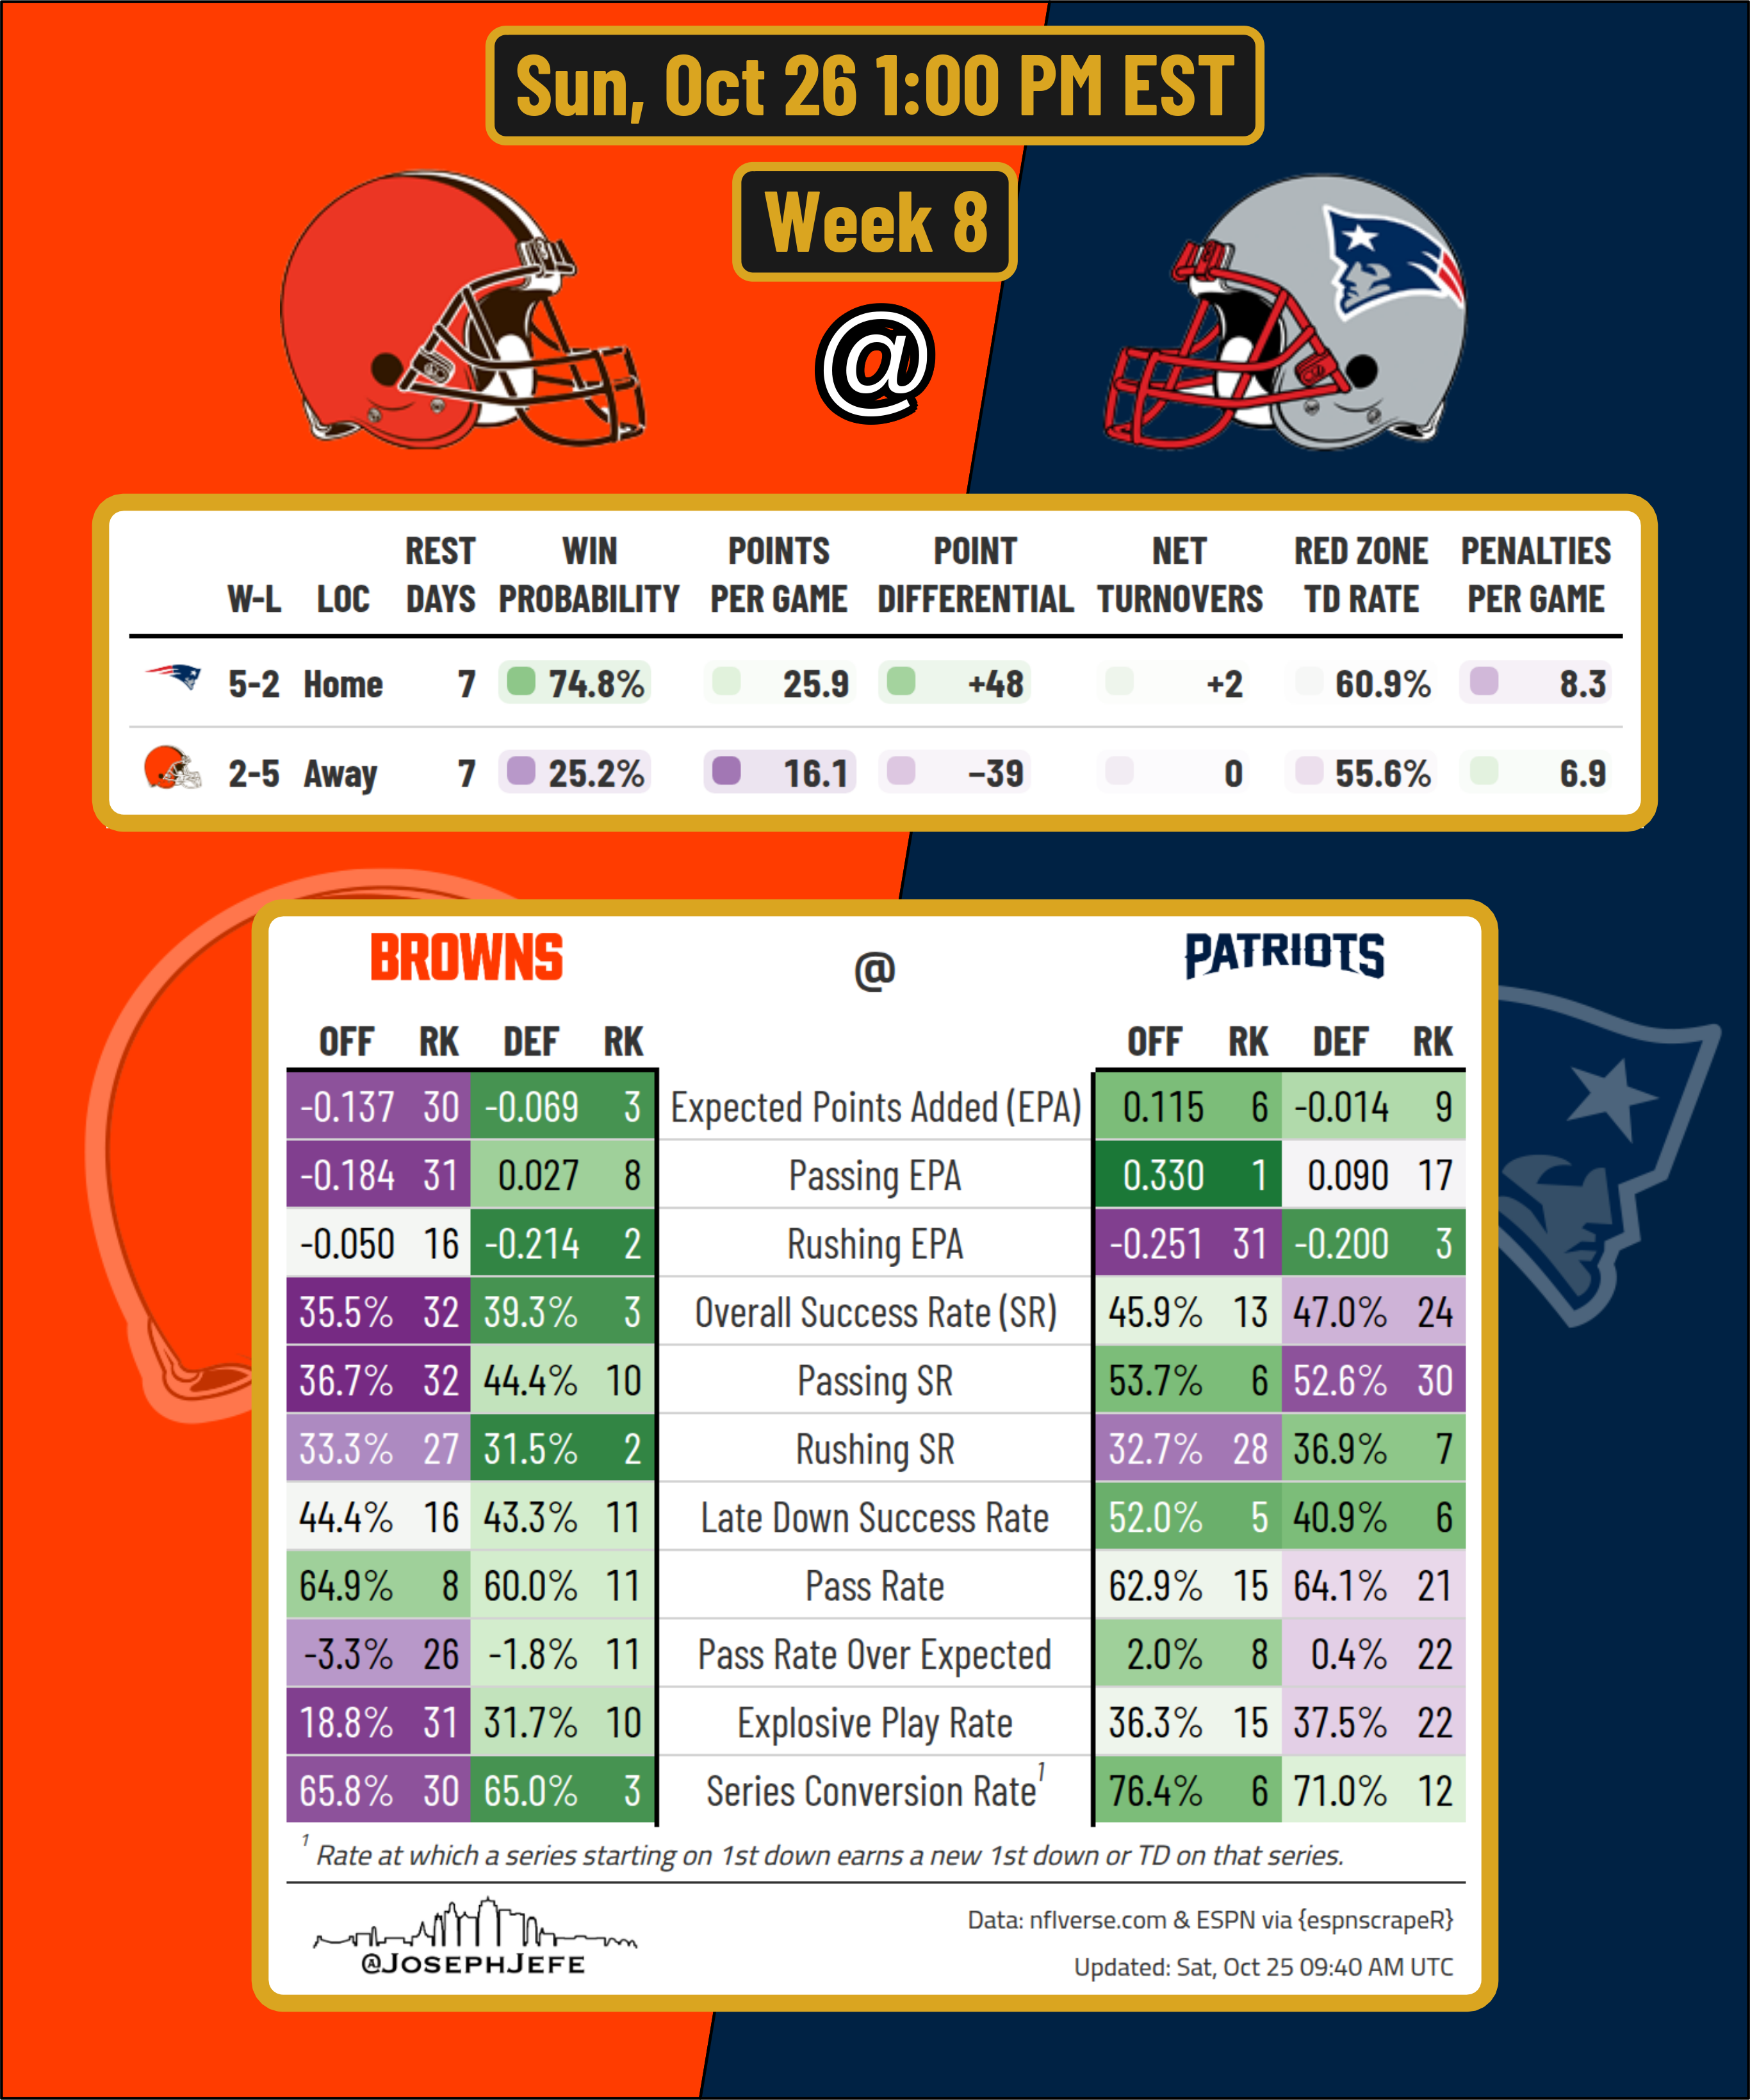 Sun, Oct 26 1:00 PM EST
Week 8
@
W-L LOC REST DAYS WIN PROBABILITY POINTS PER GAME POINT DIFFERENTIAL NET TURNOVERS RED ZONE TD RATE PENALTIES PER GAME
5-2 Home 7 74.8% 25.9 +48 +2 60.9% 8.3
2-5 Away 7 25.2% 16.1 −39 0 55.6% 6.9
BROWNS @ PATRIOTS
OFF RK DEF RK OFF RK DEF RK
-0.137 30 -0.069 3 Expected Points Added (EPA) 0.115 6 -0.014 9
-0.184 31 0.027 8 Passing EPA 0.330 1 0.090 17
-0.050 16 -0.214 2 Rushing EPA -0.251 31 -0.200 3
35.5% 32 39.3% 3 Overall Success Rate (SR) 45.9% 13 47.0% 24
36.7% 32 44.4% 10 Passing SR 53.7% 6 52.6% 30
33.3% 27 31.5% 2 Rushing SR 32.7% 28 36.9% 7
44.4% 16 43.3% 11 Late Down Success Rate 52.0% 5 40.9% 6
64.9% 8 60.0% 11 Pass Rate 62.9% 15 64.1% 21
-3.3% 26 -1.8% 11 Pass Rate Over Expected 2.0% 8 0.4% 22
18.8% 31 31.7% 10 Explosive Play Rate 36.3% 15 37.5% 22
65.8% 30 65.0% 3 Series Conversion Rate1 76.4% 6 71.0% 12
1 Rate at which a series starting on 1st down earns a new 1st down or TD on that series.
@JOSEPHJEFE
Data: nflverse.com & ESPN via {espnscrapeR}
Updated: Sat, Oct 25 09:40 AM UTC